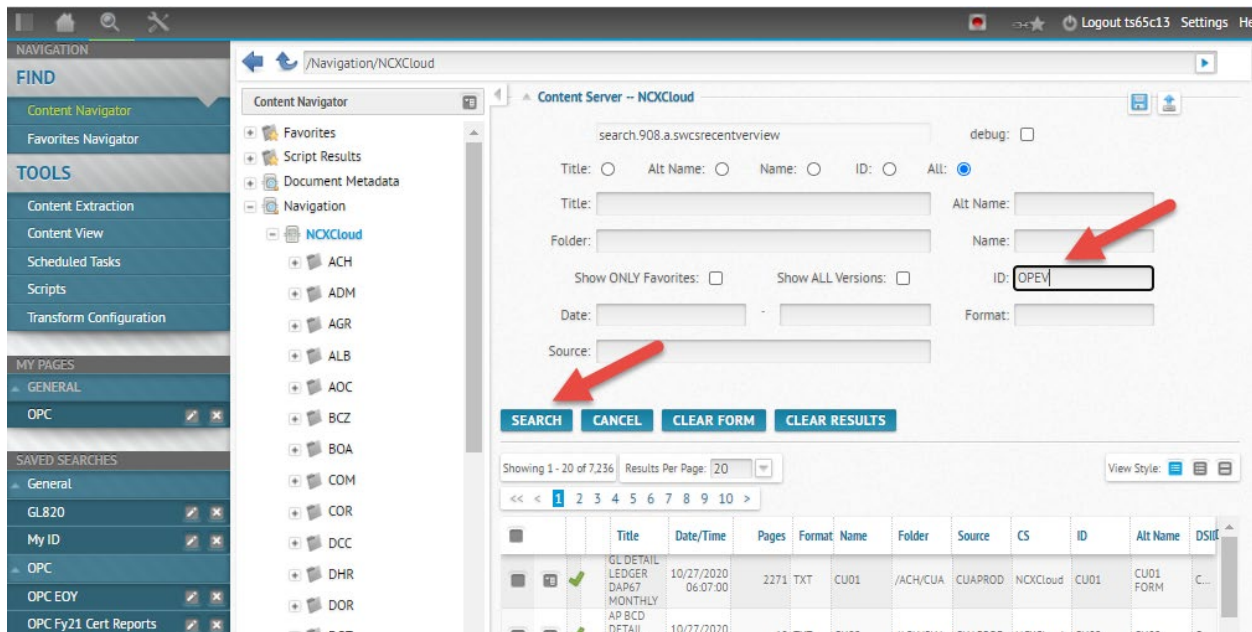 Logout ts65c13 Settings He
NAVIGATION
FIND
Content Navigator
Favorites Navigator
TOOLS
Content Extraction
Content View
Scheduled Tasks
Scripts
Transform Configuration
MY PAGES
GENERAL
OPC
SAVED SEARCHES
General
GL820
My ID
OPC
OPC EOY
OPC Fy21 Cert Reports
/Navigation/NCXCloud
Content Navigator
Favorites
Script Results
Document Metadata
Navigation
NCXCloud
ACH
ADM
AGR
ALB
AOC
BCZ
BOA
COM
COR
DCC
DHR
DOR
Content Server -- NCXCloud
search.908.a.swcsrecentverview debug:
Title: Alt Name: Name: ID: All:
Title: Alt Name:
Folder: Name:
Show ONLY Favorites: Show ALL Versions: ID: OPEV
Date: - Format:
Source:
SEARCH CANCEL CLEAR FORM CLEAR RESULTS
Showing 1 - 20 of 7,236 Results Per Page: 20 View Style:
<< < 1 2 3 4 5 6 7 8 9 10 >
Title Date/Time Pages Format Name Folder Source CS ID Alt Name DSID
GL DETAIL
LEDGER 10/27/2020 CU01
DAP67 06:07:00 2271 TXT CU01 /ACH/CUA CUAPROD NCXCloud CU01 FORM C...
MONTHLY
AP BCD
DETAIL 10/27/2020